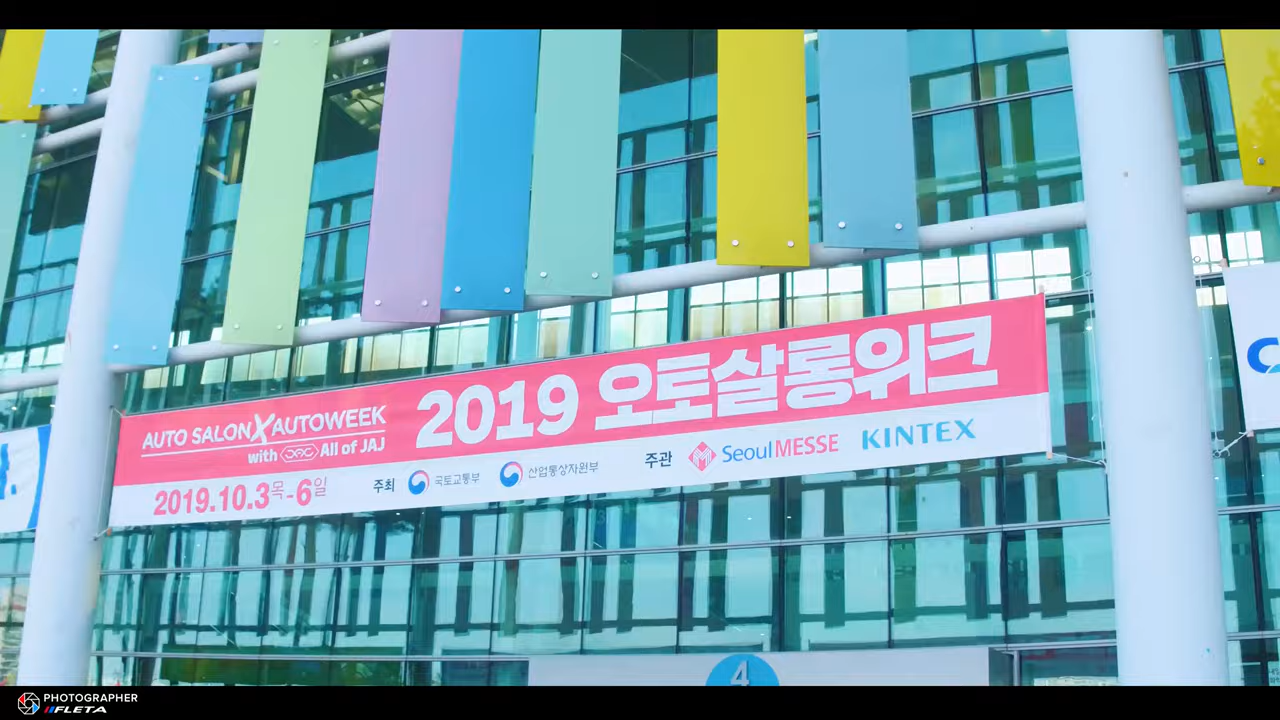 AUTO SALON X AUTOWEEK
with All of JAJ
2019 오토살롱위크
2019.10.3목-6일
주최 국토교통부 산업통상자원부 주관 Seoul MESSE KINTEX
4
PHOTOGRAPHER
FLETA